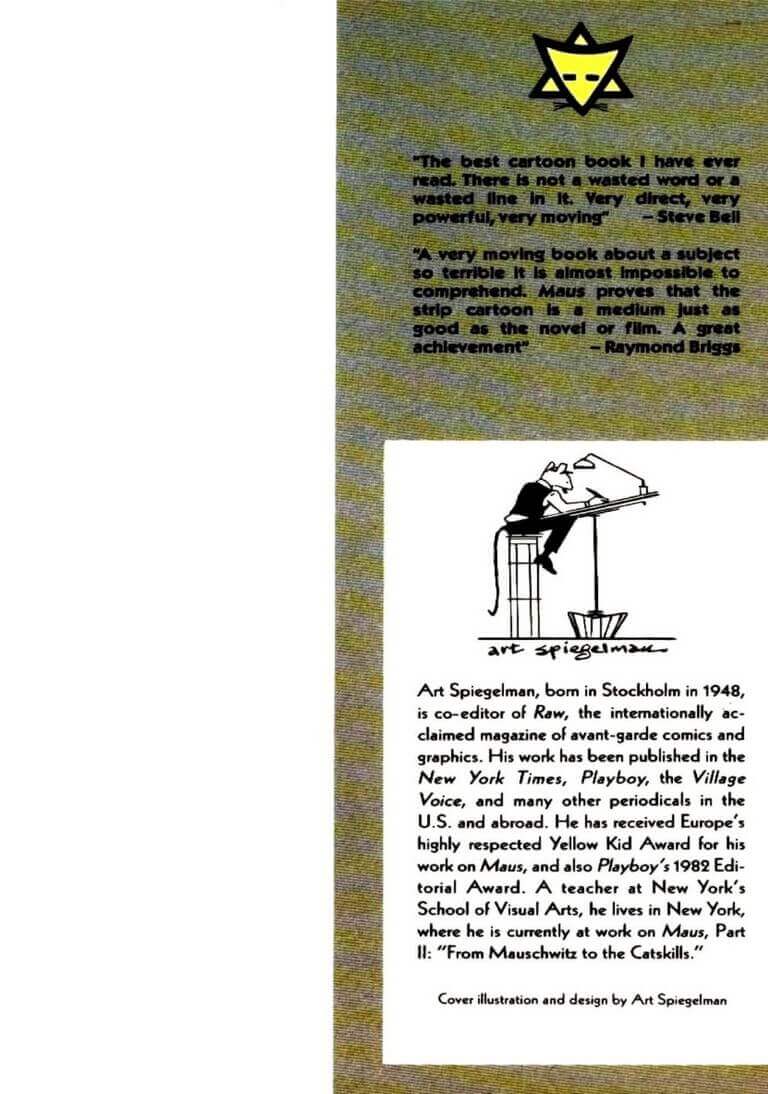 "The best cartoon book I have ever
read. There is not a wasted word or a
wasted line in it. Very direct, very
powerful, very moving" – Steve Bell
"A very moving book about a subject
so terrible it is almost impossible to
comprehend. Maus proves that the
strip cartoon is a medium just as
good as the novel or film. A great
achievement" – Raymond Briggs
art spiegelman
Art Spiegelman, born in Stockholm in 1948,
is co-editor of Raw, the internationally ac-
claimed magazine of avant-garde comics and
graphics. His work has been published in the
New York Times, Playboy, the Village
Voice, and many other periodicals in the
U.S. and abroad. He has received Europe's
highly respected Yellow Kid Award for his
work on Maus, and also Playboy's 1982 Edi-
torial Award. A teacher at New York's
School of Visual Arts, he lives in New York,
where he is currently at work on Maus, Part
II: "From Mauschwitz to the Catskills."
Cover illustration and design by Art Spiegelman